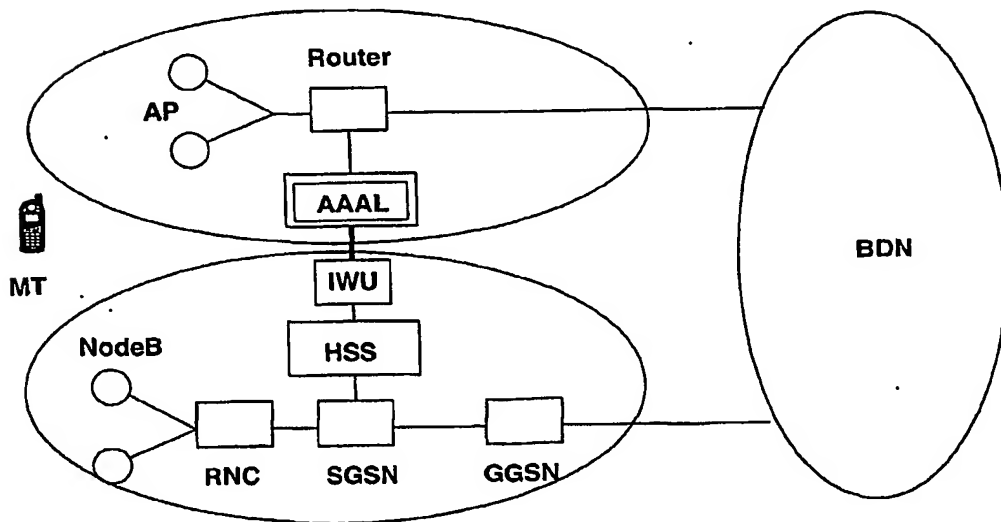 Router
AP
AAAL
MT
IWU
BDN
NodeB
HSS
RNC
SGSN
GGSN